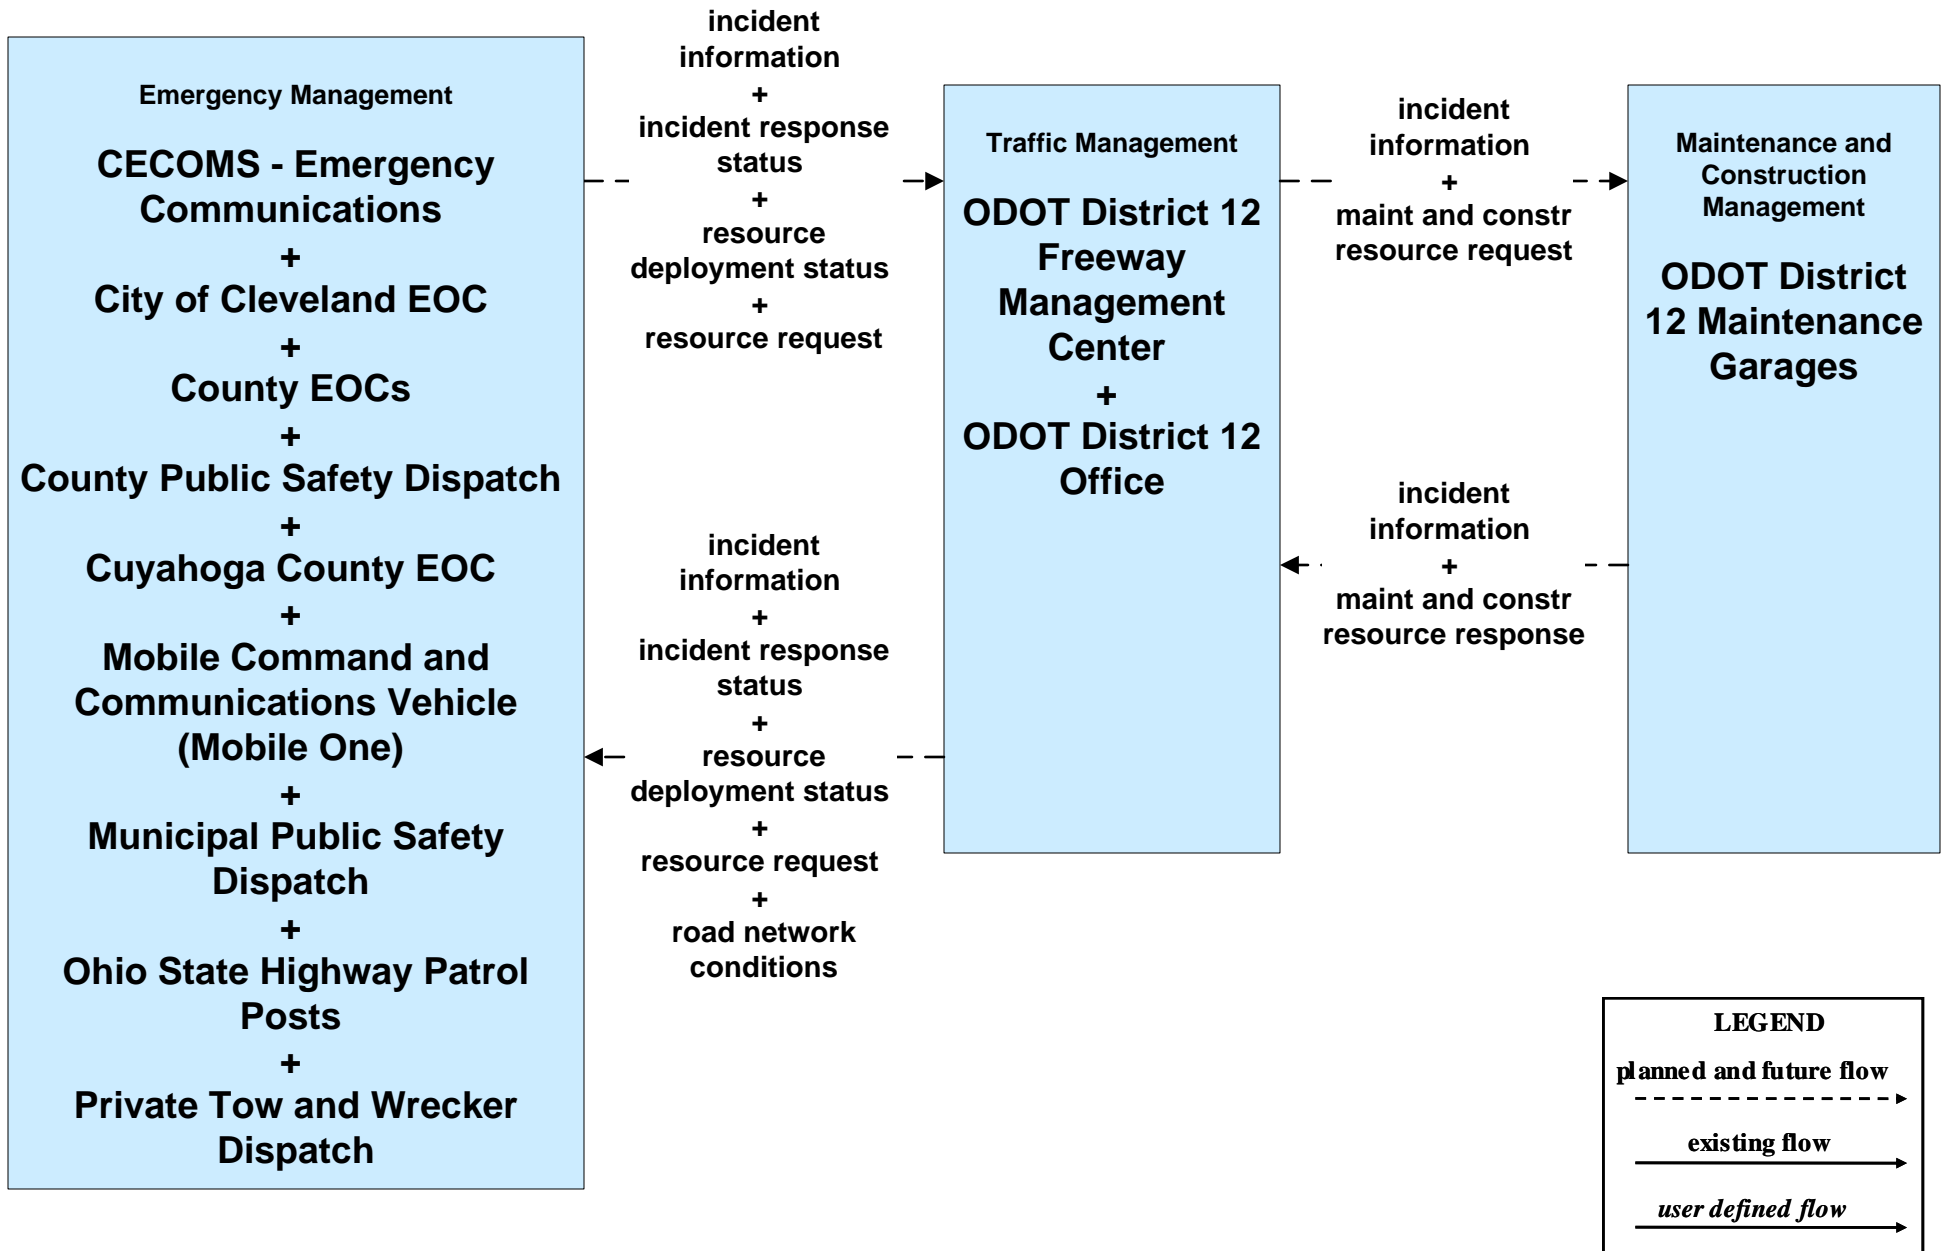 Emergency Management
CECOMS - Emergency
Communications
+
City of Cleveland EOC
+
County EOCs
+
County Public Safety Dispatch
+
Cuyahoga County EOC
+
Mobile Command and
Communications Vehicle
(Mobile One)
+
Municipal Public Safety
Dispatch
+
Ohio State Highway Patrol
Posts
+
Private Tow and Wrecker
Dispatch
incident
information
+
incident response
status
+
resource
deployment status
+
resource request
incident
information
+
incident response
status
+
resource
deployment status
+
resource request
+
road network
conditions
Traffic Management
ODOT District 12
Freeway
Management
Center
+
ODOT District 12
Office
incident
information
+
maint and constr
resource request
incident
information
+
maint and constr
resource response
Maintenance and
Construction
Management
ODOT District
12 Maintenance
Garages
LEGEND
planned and future flow
existing flow
user defined flow